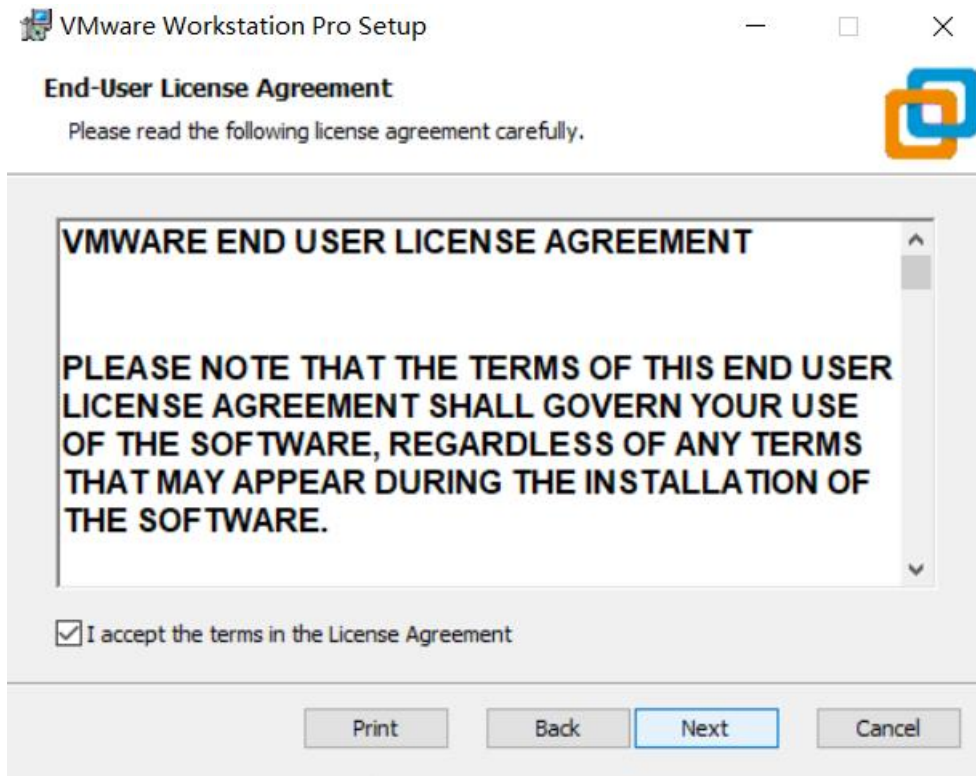 VMware Workstation Pro Setup
End-User License Agreement
Please read the following license agreement carefully.
VMWARE END USER LICENSE AGREEMENT
PLEASE NOTE THAT THE TERMS OF THIS END USER
LICENSE AGREEMENT SHALL GOVERN YOUR USE
OF THE SOFTWARE, REGARDLESS OF ANY TERMS
THAT MAY APPEAR DURING THE INSTALLATION OF
THE SOFTWARE.
I accept the terms in the License Agreement
Print Back Next Cancel